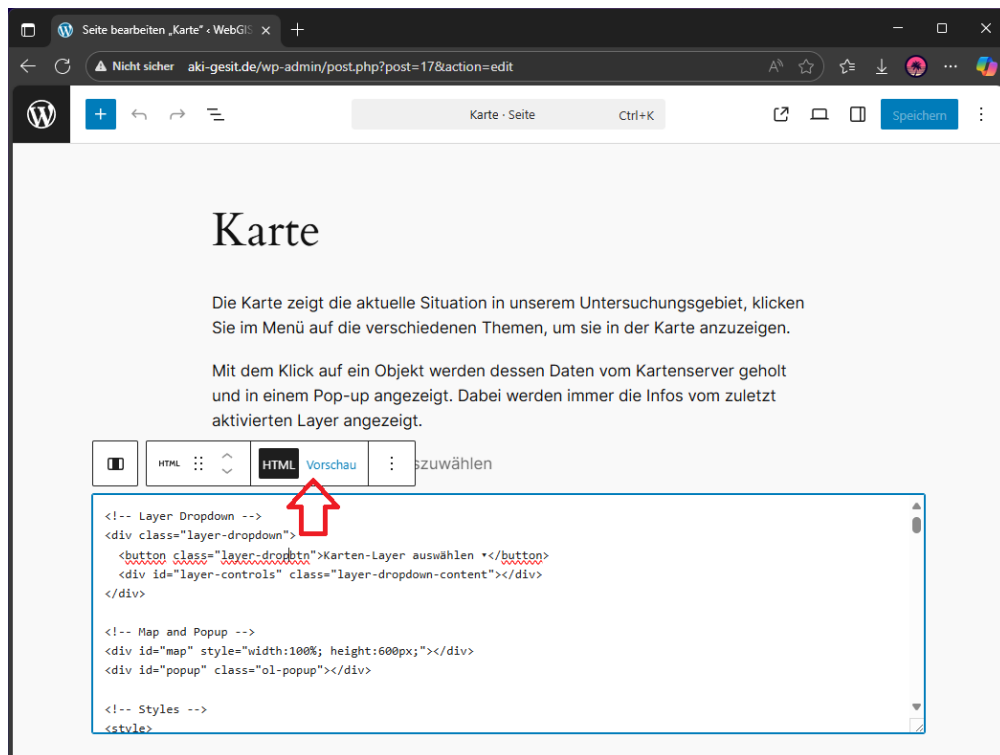 Seite bearbeiten „Karte“ ‹ WebGIS
Nicht sicher aki-gesit.de/wp-admin/post.php?post=17&action=edit
Karte · Seite Ctrl+K
Speichern
Karte
Die Karte zeigt die aktuelle Situation in unserem Untersuchungsgebiet, klicken
Sie im Menü auf die verschiedenen Themen, um sie in der Karte anzuzeigen.
Mit dem Klick auf ein Objekt werden dessen Daten vom Kartenserver geholt
und in einem Pop-up angezeigt. Dabei werden immer die Infos vom zuletzt
aktivierten Layer angezeigt.
HTML HTML Vorschau szuwählen
<!-- Layer Dropdown -->
<div class="layer-dropdown">
<button class="layer-dropbtn">Karten-Layer auswählen ▾</button>
<div id="layer-controls" class="layer-dropdown-content"></div>
</div>
<!-- Map and Popup -->
<div id="map" style="width:100%; height:600px;"></div>
<div id="popup" class="ol-popup"></div>
<!-- Styles -->
<style>